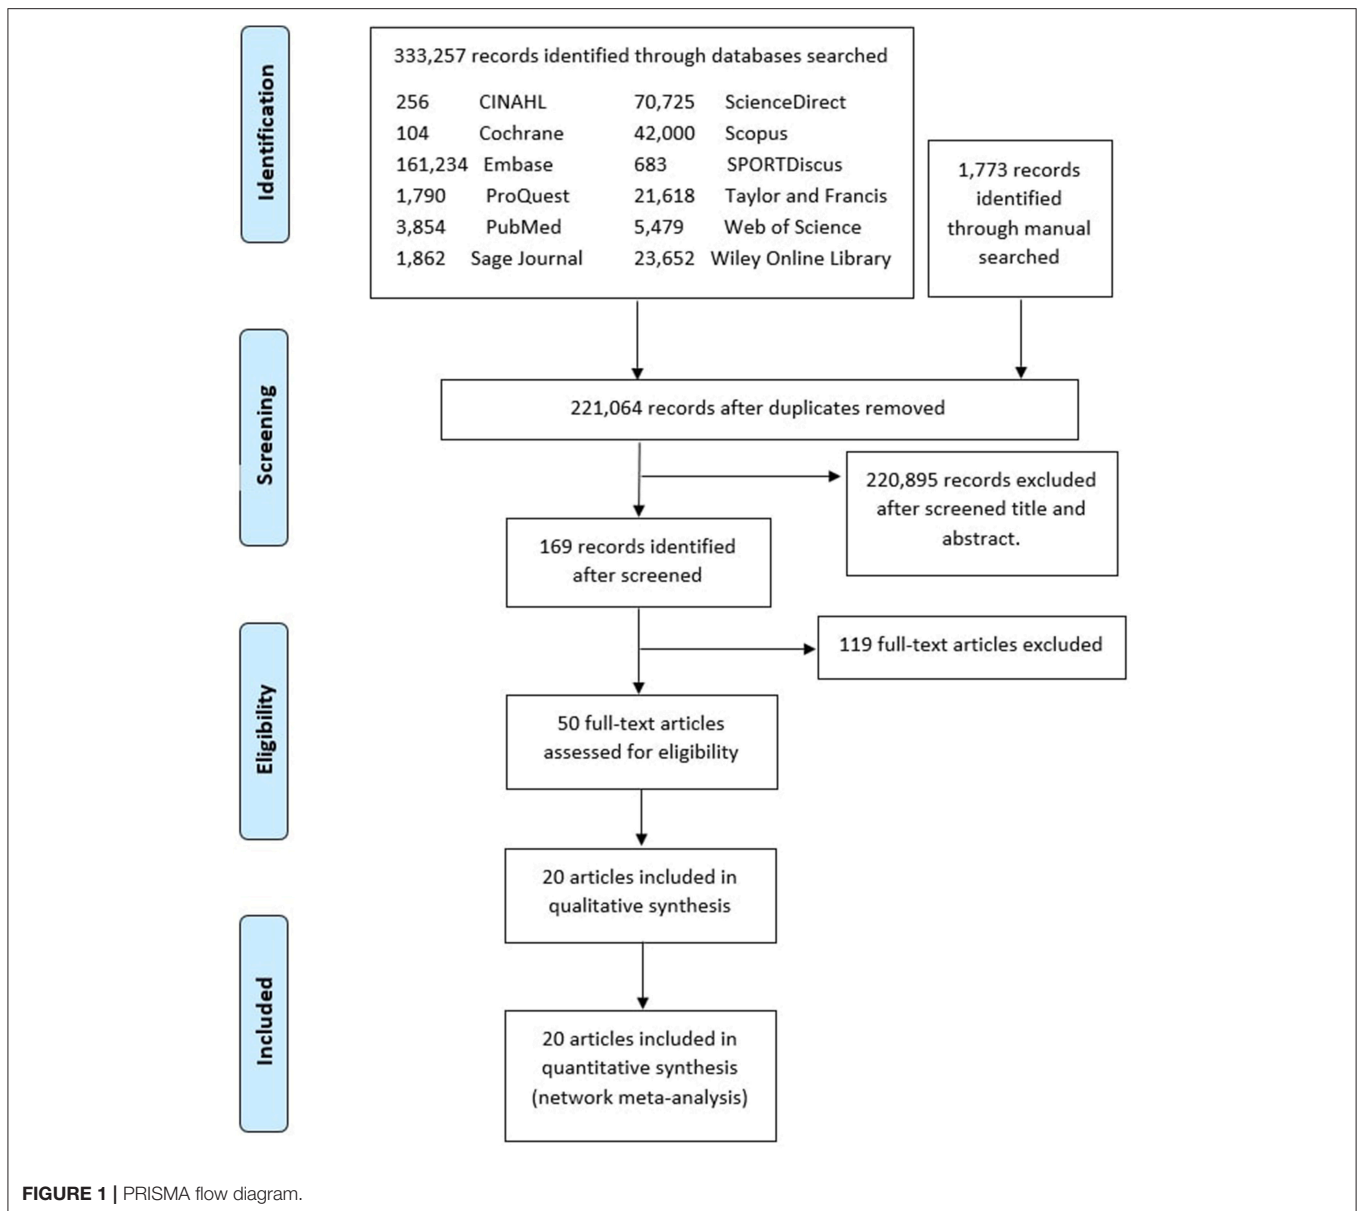 Identification
333,257 records identified through databases searched
256 CINAHL 70,725 ScienceDirect
104 Cochrane 42,000 Scopus
161,234 Embase 683 SPORTDiscus
1,790 ProQuest 21,618 Taylor and Francis
3,854 PubMed 5,479 Web of Science
1,862 Sage Journal 23,652 Wiley Online Library
1,773 records
identified
through manual
searched
Screening
221,064 records after duplicates removed
220,895 records excluded
after screened title and
abstract.
169 records identified
after screened
Eligibility
119 full-text articles excluded
50 full-text articles
assessed for eligibility
20 articles included in
qualitative synthesis
Included
20 articles included in
quantitative synthesis
(network meta-analysis)
FIGURE 1 | PRISMA flow diagram.